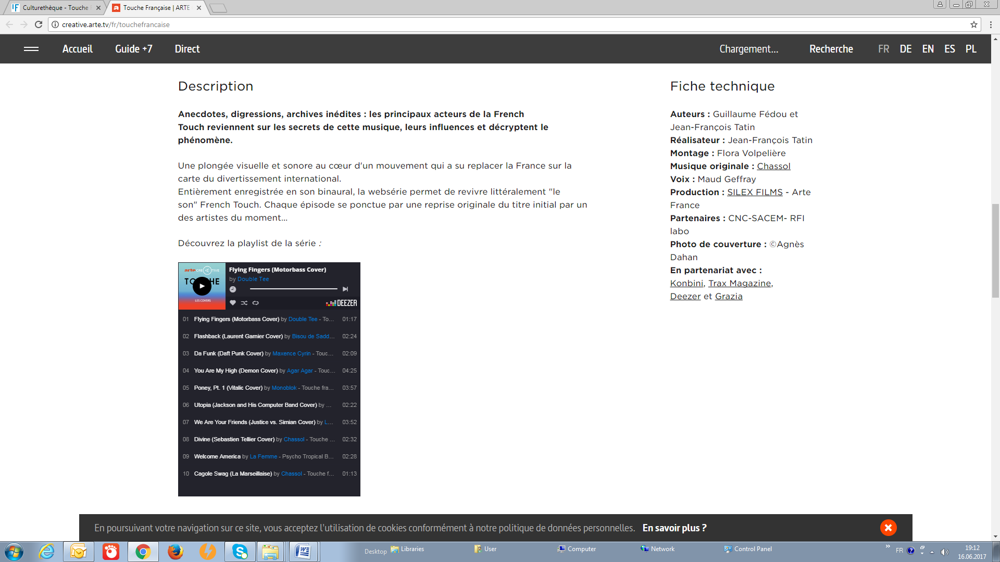 Culturethèque - Touche
Touche Française | ARTE
creative.arte.tv/fr/touchefrancaise
Accueil Guide +7 Direct Chargement... Recherche FR DE EN ES PL
Description
Anecdotes, digressions, archives inédites : les principaux acteurs de la French
Touch reviennent sur les secrets de cette musique, leurs influences et décryptent le
phénomène.
Une plongée visuelle et sonore au cœur d'un mouvement qui a su replacer la France sur la
carte du divertissement international.
Entièrement enregistrée en son binaural, la websérie permet de revivre littéralement "le
son" French Touch. Chaque épisode se ponctue par une reprise originale du titre initial par un
des artistes du moment...
Découvrez la playlist de la série :
arte CREATIVE
LES COVERS
Flying Fingers (Motorbass Cover)
by Double Tee
DEEZER
01 Flying Fingers (Motorbass Cover) by Double Tee - To... 01:17
02 Flashback (Laurent Garnier Cover) by Bisou de Sadd... 02:24
03 Da Funk (Daft Punk Cover) by Maxence Cyrin - Touc... 02:09
04 You Are My High (Demon Cover) by Agar Agar - Touc... 04:25
05 Poney, Pt. 1 (Vitalic Cover) by Monoblok - Touche fra... 03:57
06 Utopia (Jackson and His Computer Band Cover) by ... 02:22
07 We Are Your Friends (Justice vs. Simian Cover) by L... 03:52
08 Divine (Sebastien Tellier Cover) by Chassol - Touche ... 02:32
09 Welcome America by La Femme - Psycho Tropical B... 02:28
10 Cagole Swag (La Marseillaise) by Chassol - Touche f... 01:13
Fiche technique
Auteurs : Guillaume Fédou et
Jean-François Tatin
Réalisateur : Jean-François Tatin
Montage : Flora Volpelière
Musique originale : Chassol
Voix : Maud Geffray
Production : SILEX FILMS - Arte
France
Partenaires : CNC-SACEM- RFI
labo
Photo de couverture : ©Agnès
Dahan
En partenariat avec :
Konbini, Trax Magazine,
Deezer et Grazia
En poursuivant votre navigation sur ce site, vous acceptez l'utilisation de cookies conformément à notre politique de données personnelles. En savoir plus ?
Desktop Libraries User Computer Network Control Panel FR 19:12
16.06.2017